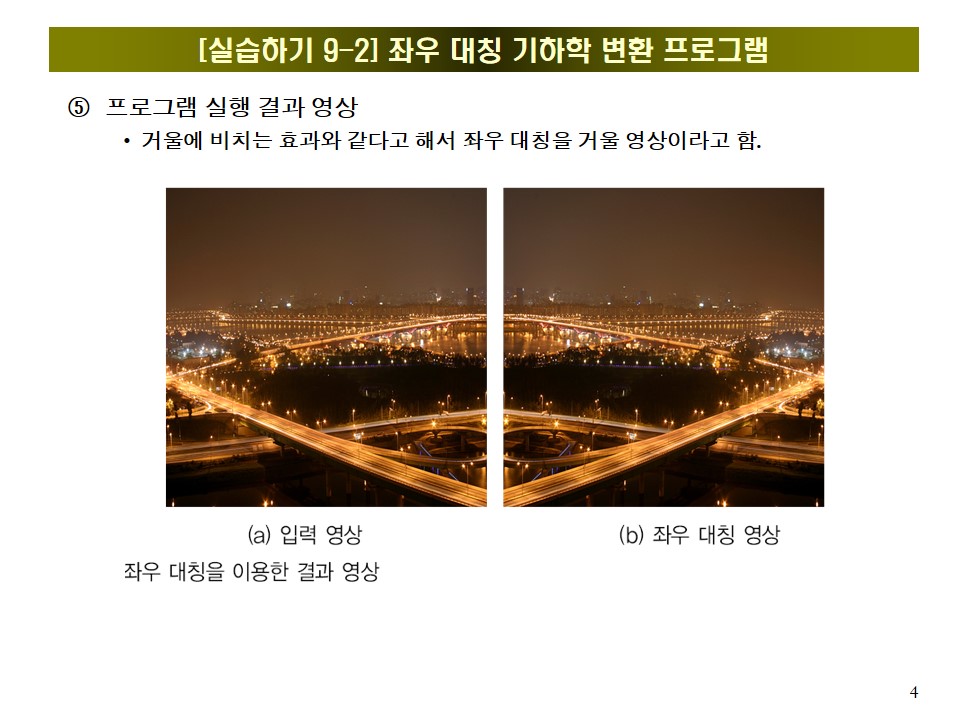 [실습하기 9-2] 좌우 대칭 기하학 변환 프로그램
⑤ 프로그램 실행 결과 영상
• 거울에 비치는 효과와 같다고 해서 좌우 대칭을 거울 영상이라고 함.
(a) 입력 영상
(b) 좌우 대칭 영상
좌우 대칭을 이용한 결과 영상
4